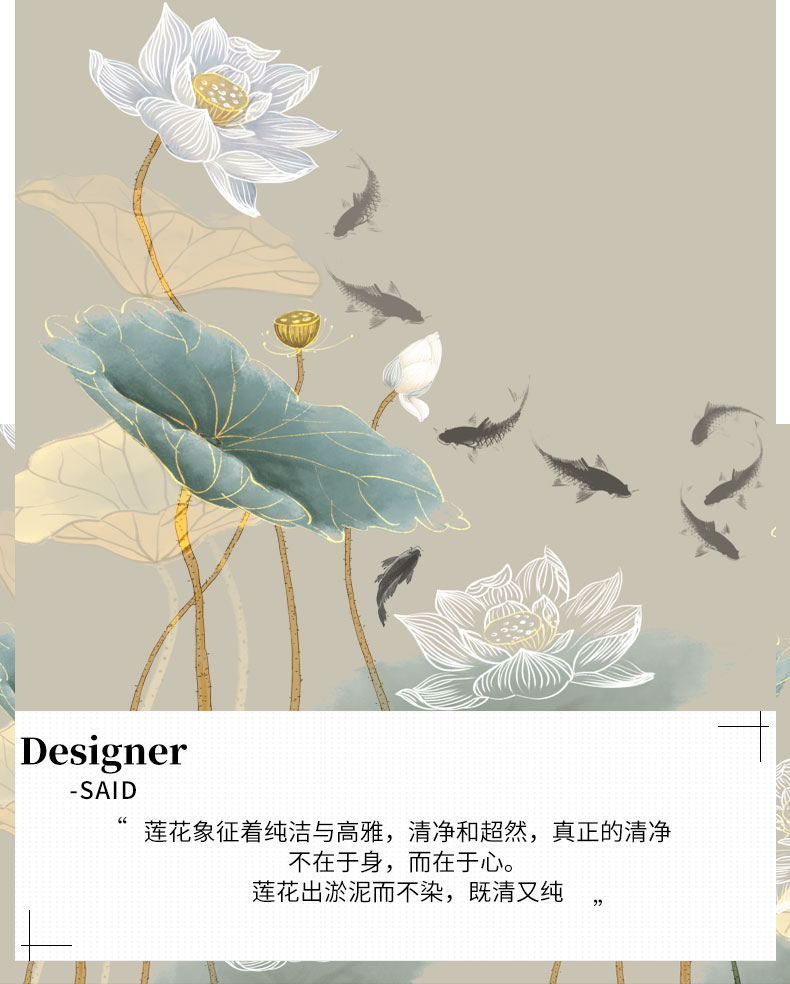 Designer
-SAID
“ 莲花象征着纯洁与高雅，清净和超然，真正的清净
不在于身，而在于心。
莲花出淤泥而不染，既清又纯 ”